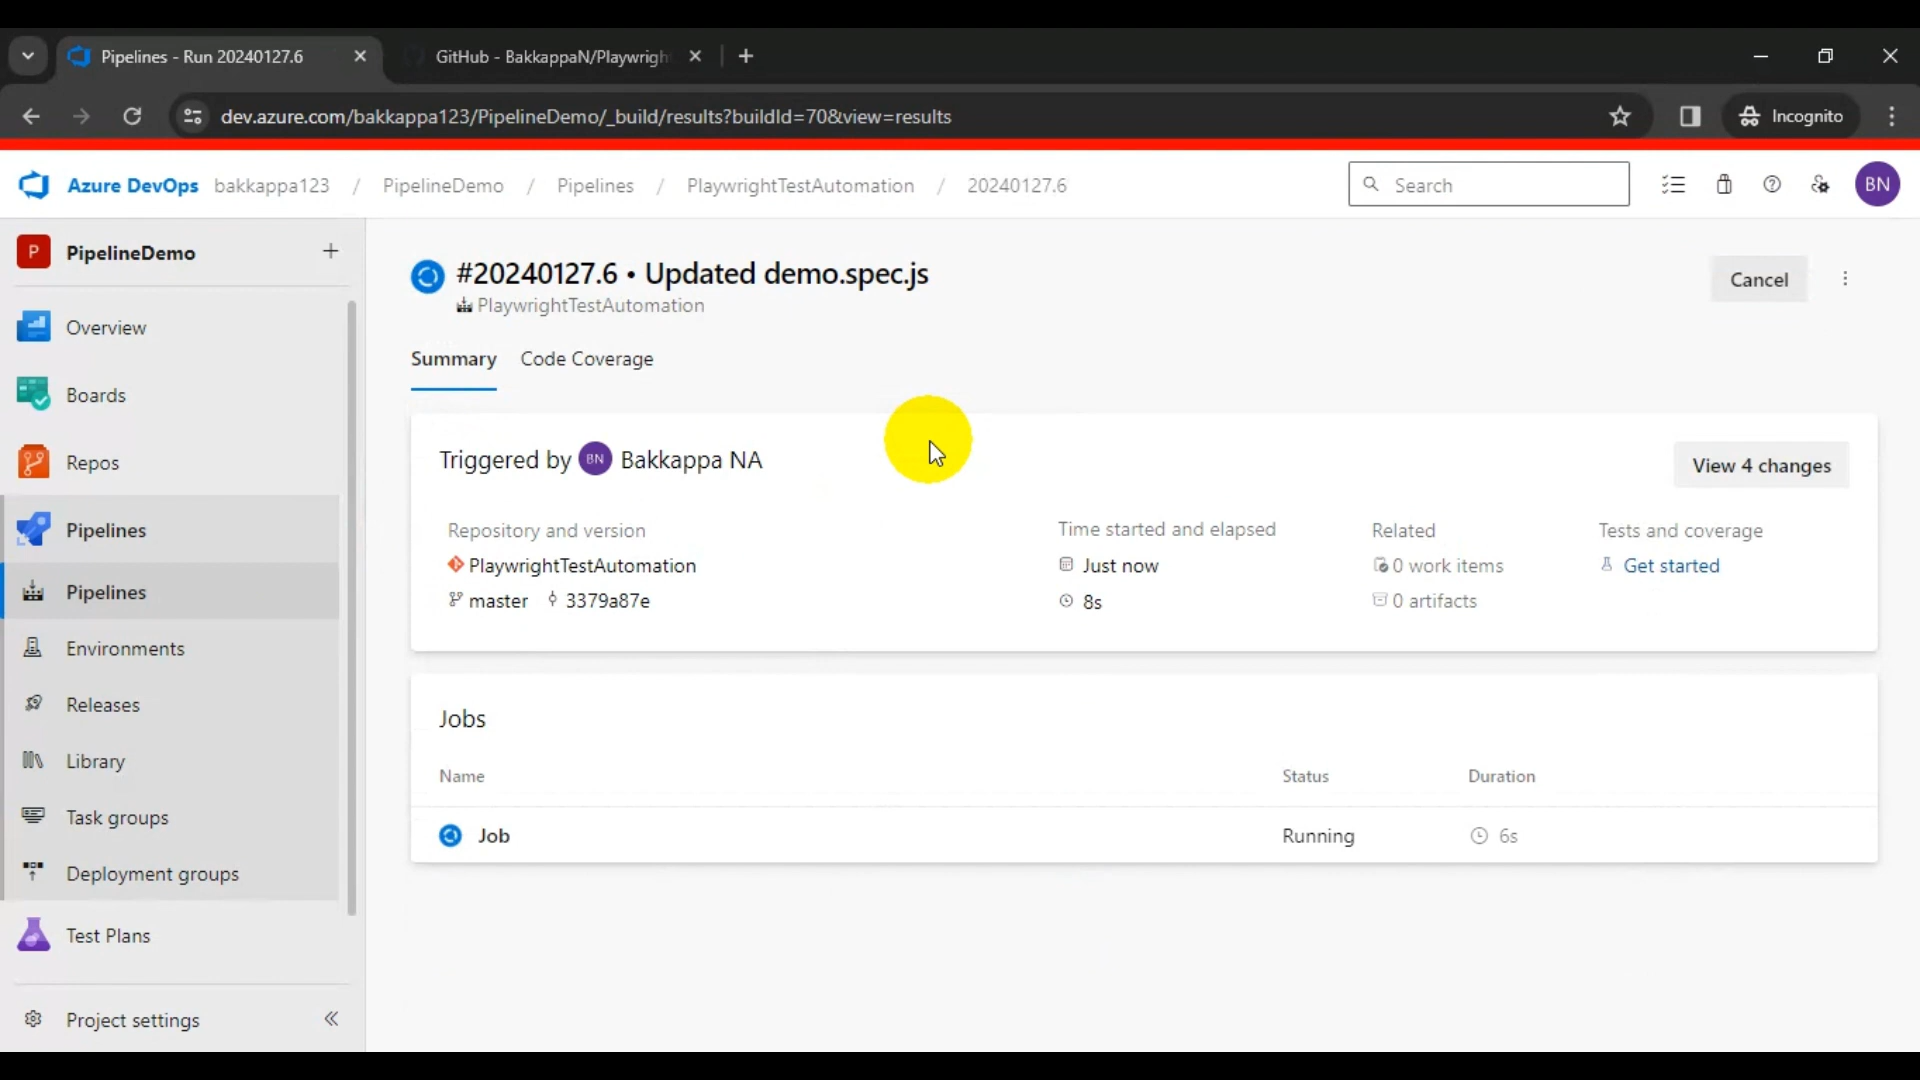 Pipelines - Run 20240127.6
GitHub - BakkappaN/Playwrigh
dev.azure.com/bakkappa123/PipelineDemo/_build/results?buildId=70&view=results
Incognito
Azure DevOps bakkappa123 / PipelineDemo / Pipelines / PlaywrightTestAutomation / 20240127.6
Search
BN
P PipelineDemo
Overview
Boards
Repos
Pipelines
Pipelines
Environments
Releases
Library
Task groups
Deployment groups
Test Plans
Project settings
#20240127.6 • Updated demo.spec.js
PlaywrightTestAutomation
Cancel
Summary Code Coverage
Triggered by BN Bakkappa NA
View 4 changes
Repository and version
PlaywrightTestAutomation
master 3379a87e
Time started and elapsed
Just now
8s
Related
0 work items
0 artifacts
Tests and coverage
Get started
Jobs
Name Status Duration
Job Running 6s